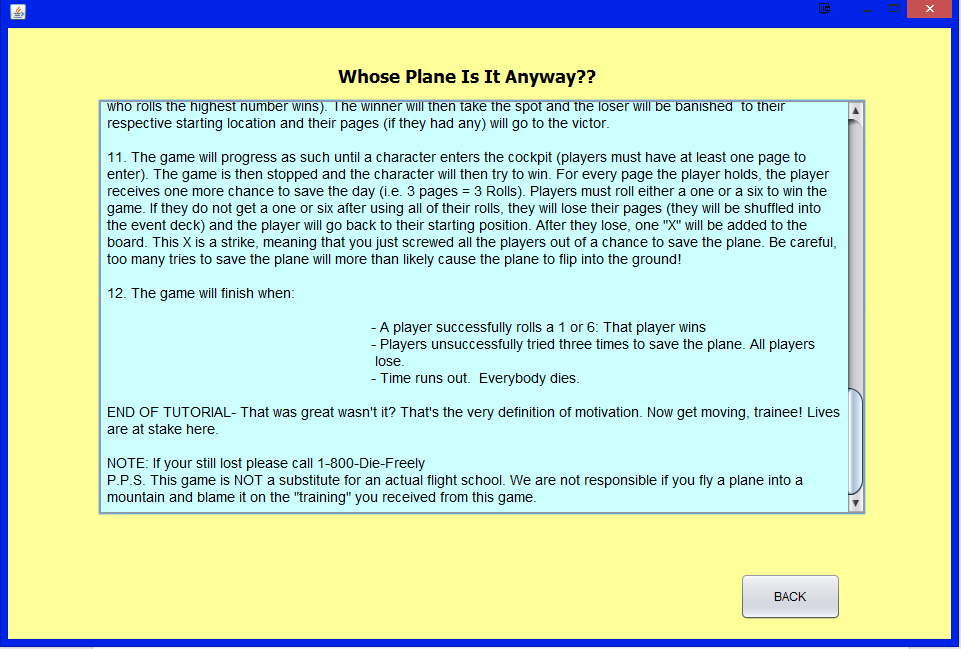 Whose Plane Is It Anyway??
who rolls the highest number wins). The winner will then take the spot and the loser will be banished  to their
respective starting location and their pages (if they had any) will go to the victor.
11. The game will progress as such until a character enters the cockpit (players must have at least one page to
enter). The game is then stopped and the character will then try to win. For every page the player holds, the player
receives one more chance to save the day (i.e. 3 pages = 3 Rolls). Players must roll either a one or a six to win the
game. If they do not get a one or six after using all of their rolls, they will lose their pages (they will be shuffled into
the event deck) and the player will go back to their starting position. After they lose, one "X" will be added to the
board. This X is a strike, meaning that you just screwed all the players out of a chance to save the plane. Be careful,
too many tries to save the plane will more than likely cause the plane to flip into the ground!
12. The game will finish when:
- A player successfully rolls a 1 or 6: That player wins
- Players unsuccessfully tried three times to save the plane. All players
lose.
- Time runs out.  Everybody dies.
END OF TUTORIAL- That was great wasn't it? That's the very definition of motivation. Now get moving, trainee! Lives
are at stake here.
NOTE: If your still lost please call 1-800-Die-Freely
P.P.S. This game is NOT a substitute for an actual flight school. We are not responsible if you fly a plane into a
mountain and blame it on the "training" you received from this game.
BACK